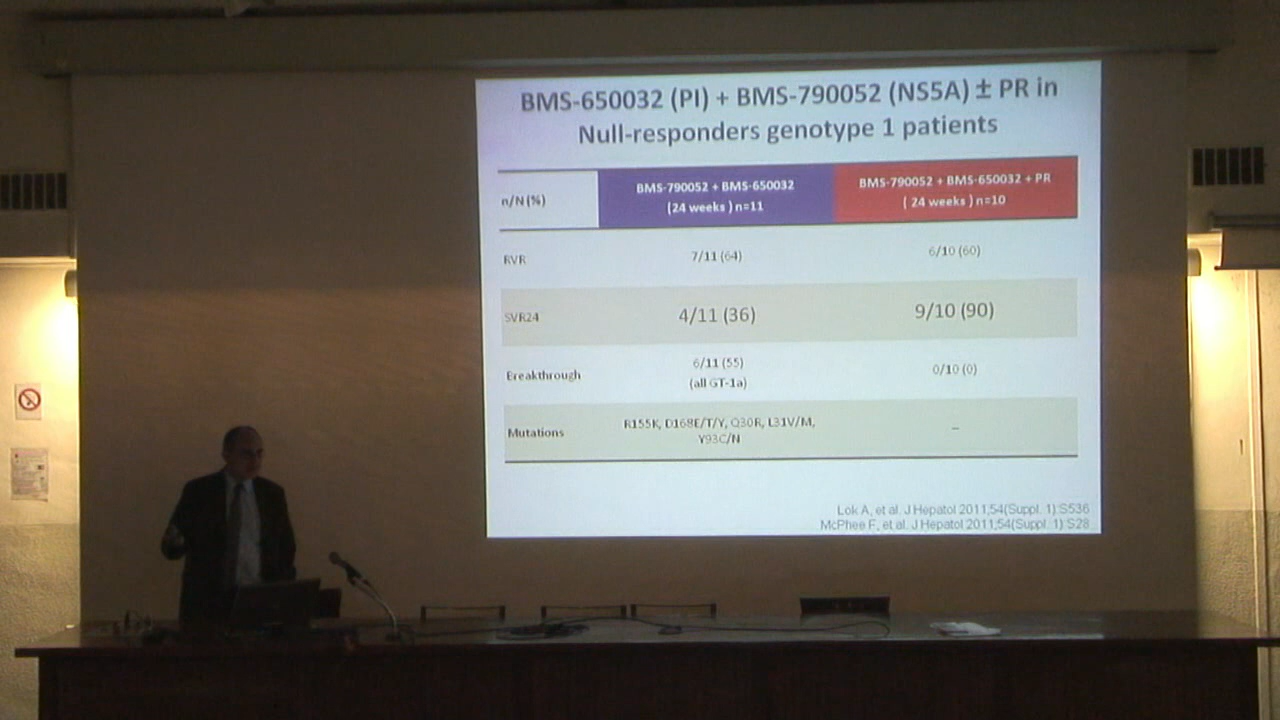 BMS-650032 (PI) + BMS-790052 (NS5A) ± PR in
Null-responders genotype 1 patients
n/N (%)
BMS-790052 + BMS-650032
(24 weeks ) n=11
BMS-790052 + BMS-650032 + PR
( 24 weeks ) n=10
RVR
7/11 (64)
6/10 (60)
SVR24
4/11 (36)
9/10 (90)
Breakthrough
6/11 (55)
(all GT-1a)
0/10 (0)
Mutations
R155K, D168E/T/Y, Q30R, L31V/M,
Y93C/N
–
Lok A, et al. J Hepatol 2011;54(Suppl. 1):S536
McPhee F, et al. J Hepatol 2011;54(Suppl. 1):S28